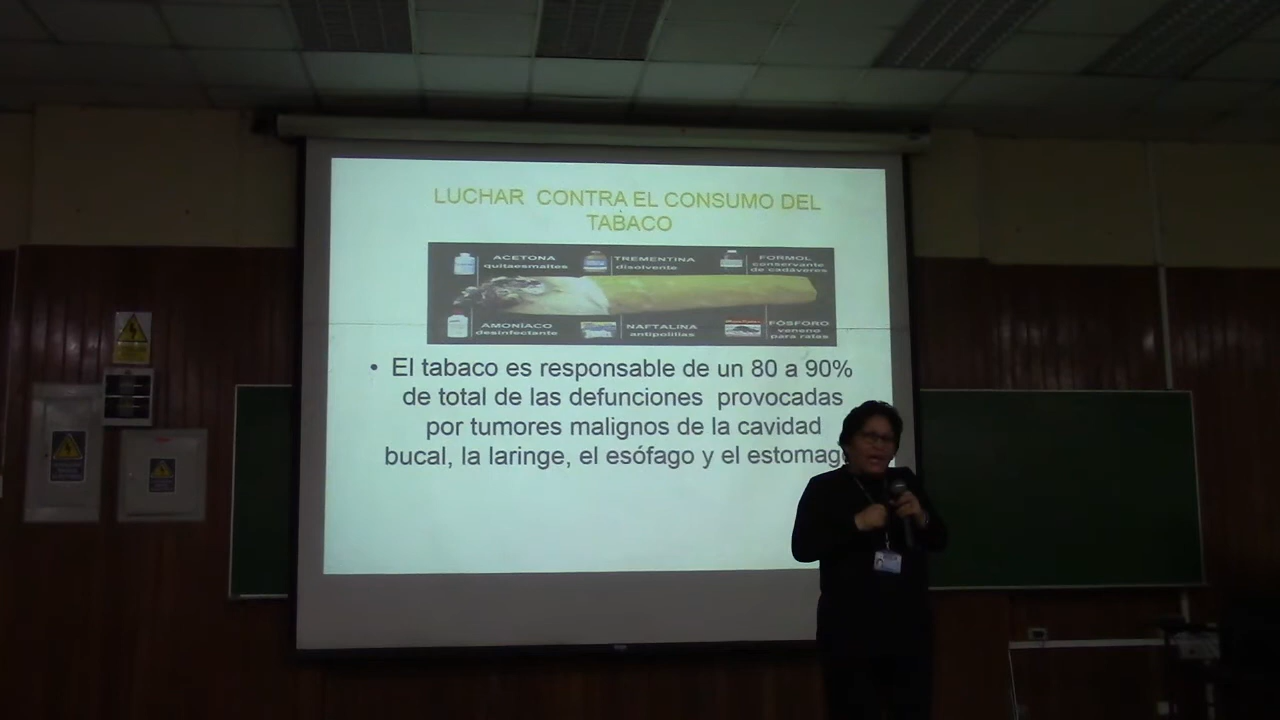 LUCHAR CONTRA EL CONSUMO DEL
TABACO
ACETONA
quitaesmaltes
TREMENTINA
disolvente
FORMOL
conservante
de cadáveres
AMONÍACO
desinfectante
NAFTALINA
antipolillas
FÓSFORO
veneno
para ratas
• El tabaco es responsable de un 80 a 90%
de total de las defunciones provocadas
por tumores malignos de la cavidad
bucal, la laringe, el esófago y el estomago